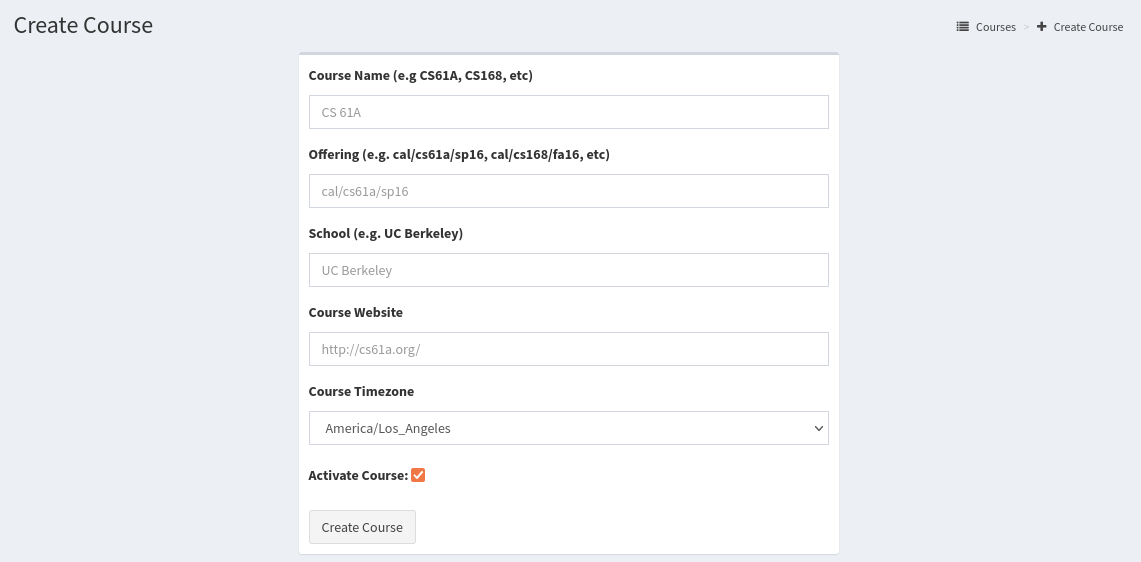 Create Course
Courses > Create Course
Course Name (e.g CS61A, CS168, etc)
CS 61A
Offering (e.g. cal/cs61a/sp16, cal/cs168/fa16, etc)
cal/cs61a/sp16
School (e.g. UC Berkeley)
UC Berkeley
Course Website
http://cs61a.org/
Course Timezone
America/Los_Angeles
Activate Course:
Create Course